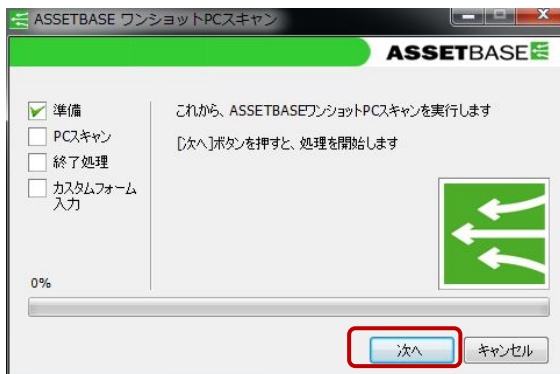 ASSETBASE ワンショットPCスキャン
ASSETBASE
準備
PCスキャン
終了処理
カスタムフォーム
入力
これから、ASSETBASEワンショットPCスキャンを実行します
[次へ]ボタンを押すと、処理を開始します
0%
次へ
キャンセル